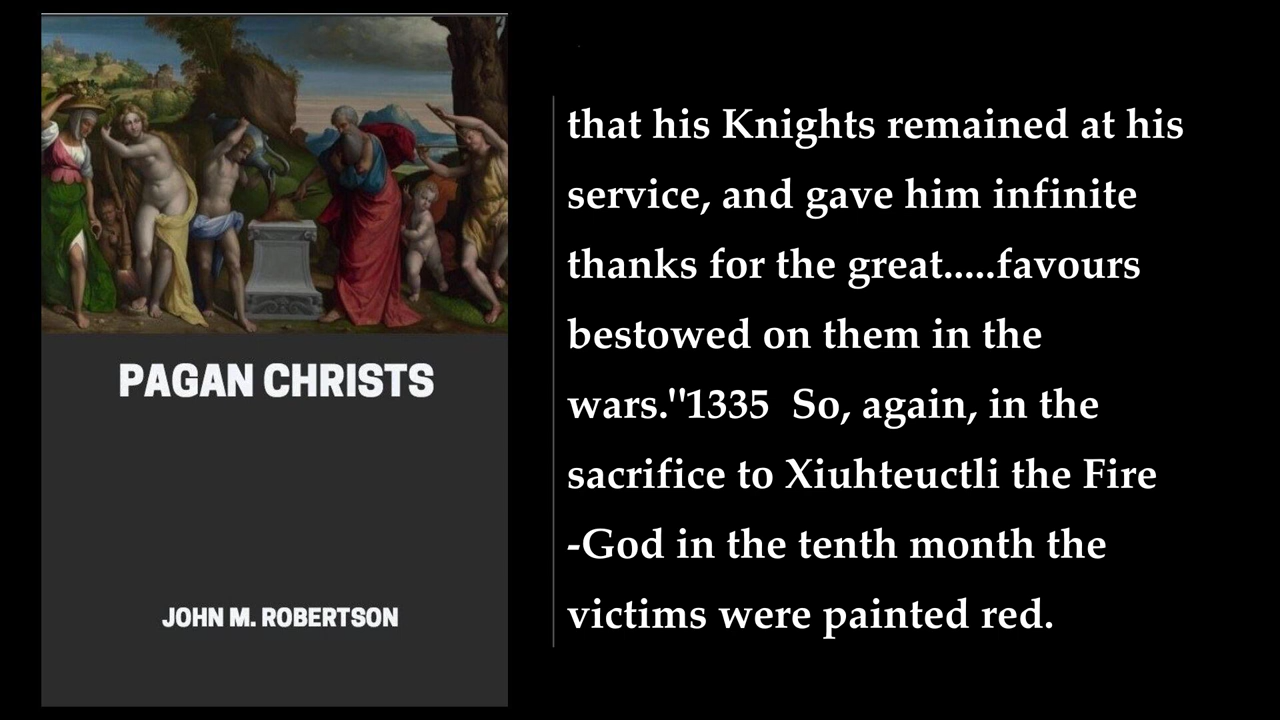 PAGAN CHRISTS
JOHN M. ROBERTSON
that his Knights remained at his
service, and gave him infinite
thanks for the great.....favours
bestowed on them in the
wars."1335  So, again, in the
sacrifice to Xiuhteuctli the Fire
-God in the tenth month the
victims were painted red.